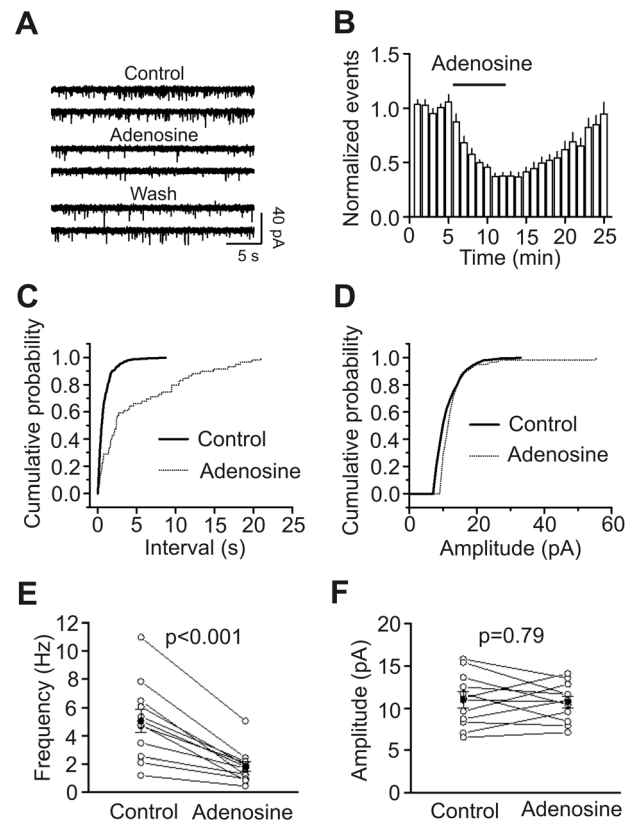 A
Control
Adenosine
Wash
40 pA
5 s
B
Adenosine
Normalized events
1.5
1.0
0.5
0.0
0 5 10 15 20 25
Time (min)
C
Cumulative probability
1.0
0.8
0.6
0.4
0.2
0.0
Control
Adenosine
0 5 10 15 20 25
Interval (s)
D
Cumulative probability
1.0
0.8
0.6
0.4
0.2
0.0
Control
Adenosine
0 20 40 60
Amplitude (pA)
E
Frequency (Hz)
12
10
8
6
4
2
0
p<0.001
Control Adenosine
F
Amplitude (pA)
20
15
10
5
0
p=0.79
Control Adenosine